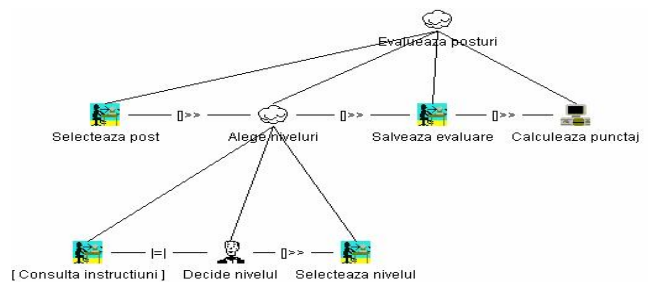 Evalueaza posturi
[]>> []>> []>>
Selecteaza post Alege niveluri Salveaza evaluare Calculeaza punctaj
|=| []>>
[ Consulta instructiuni ] Decide nivelul Selecteaza nivelul